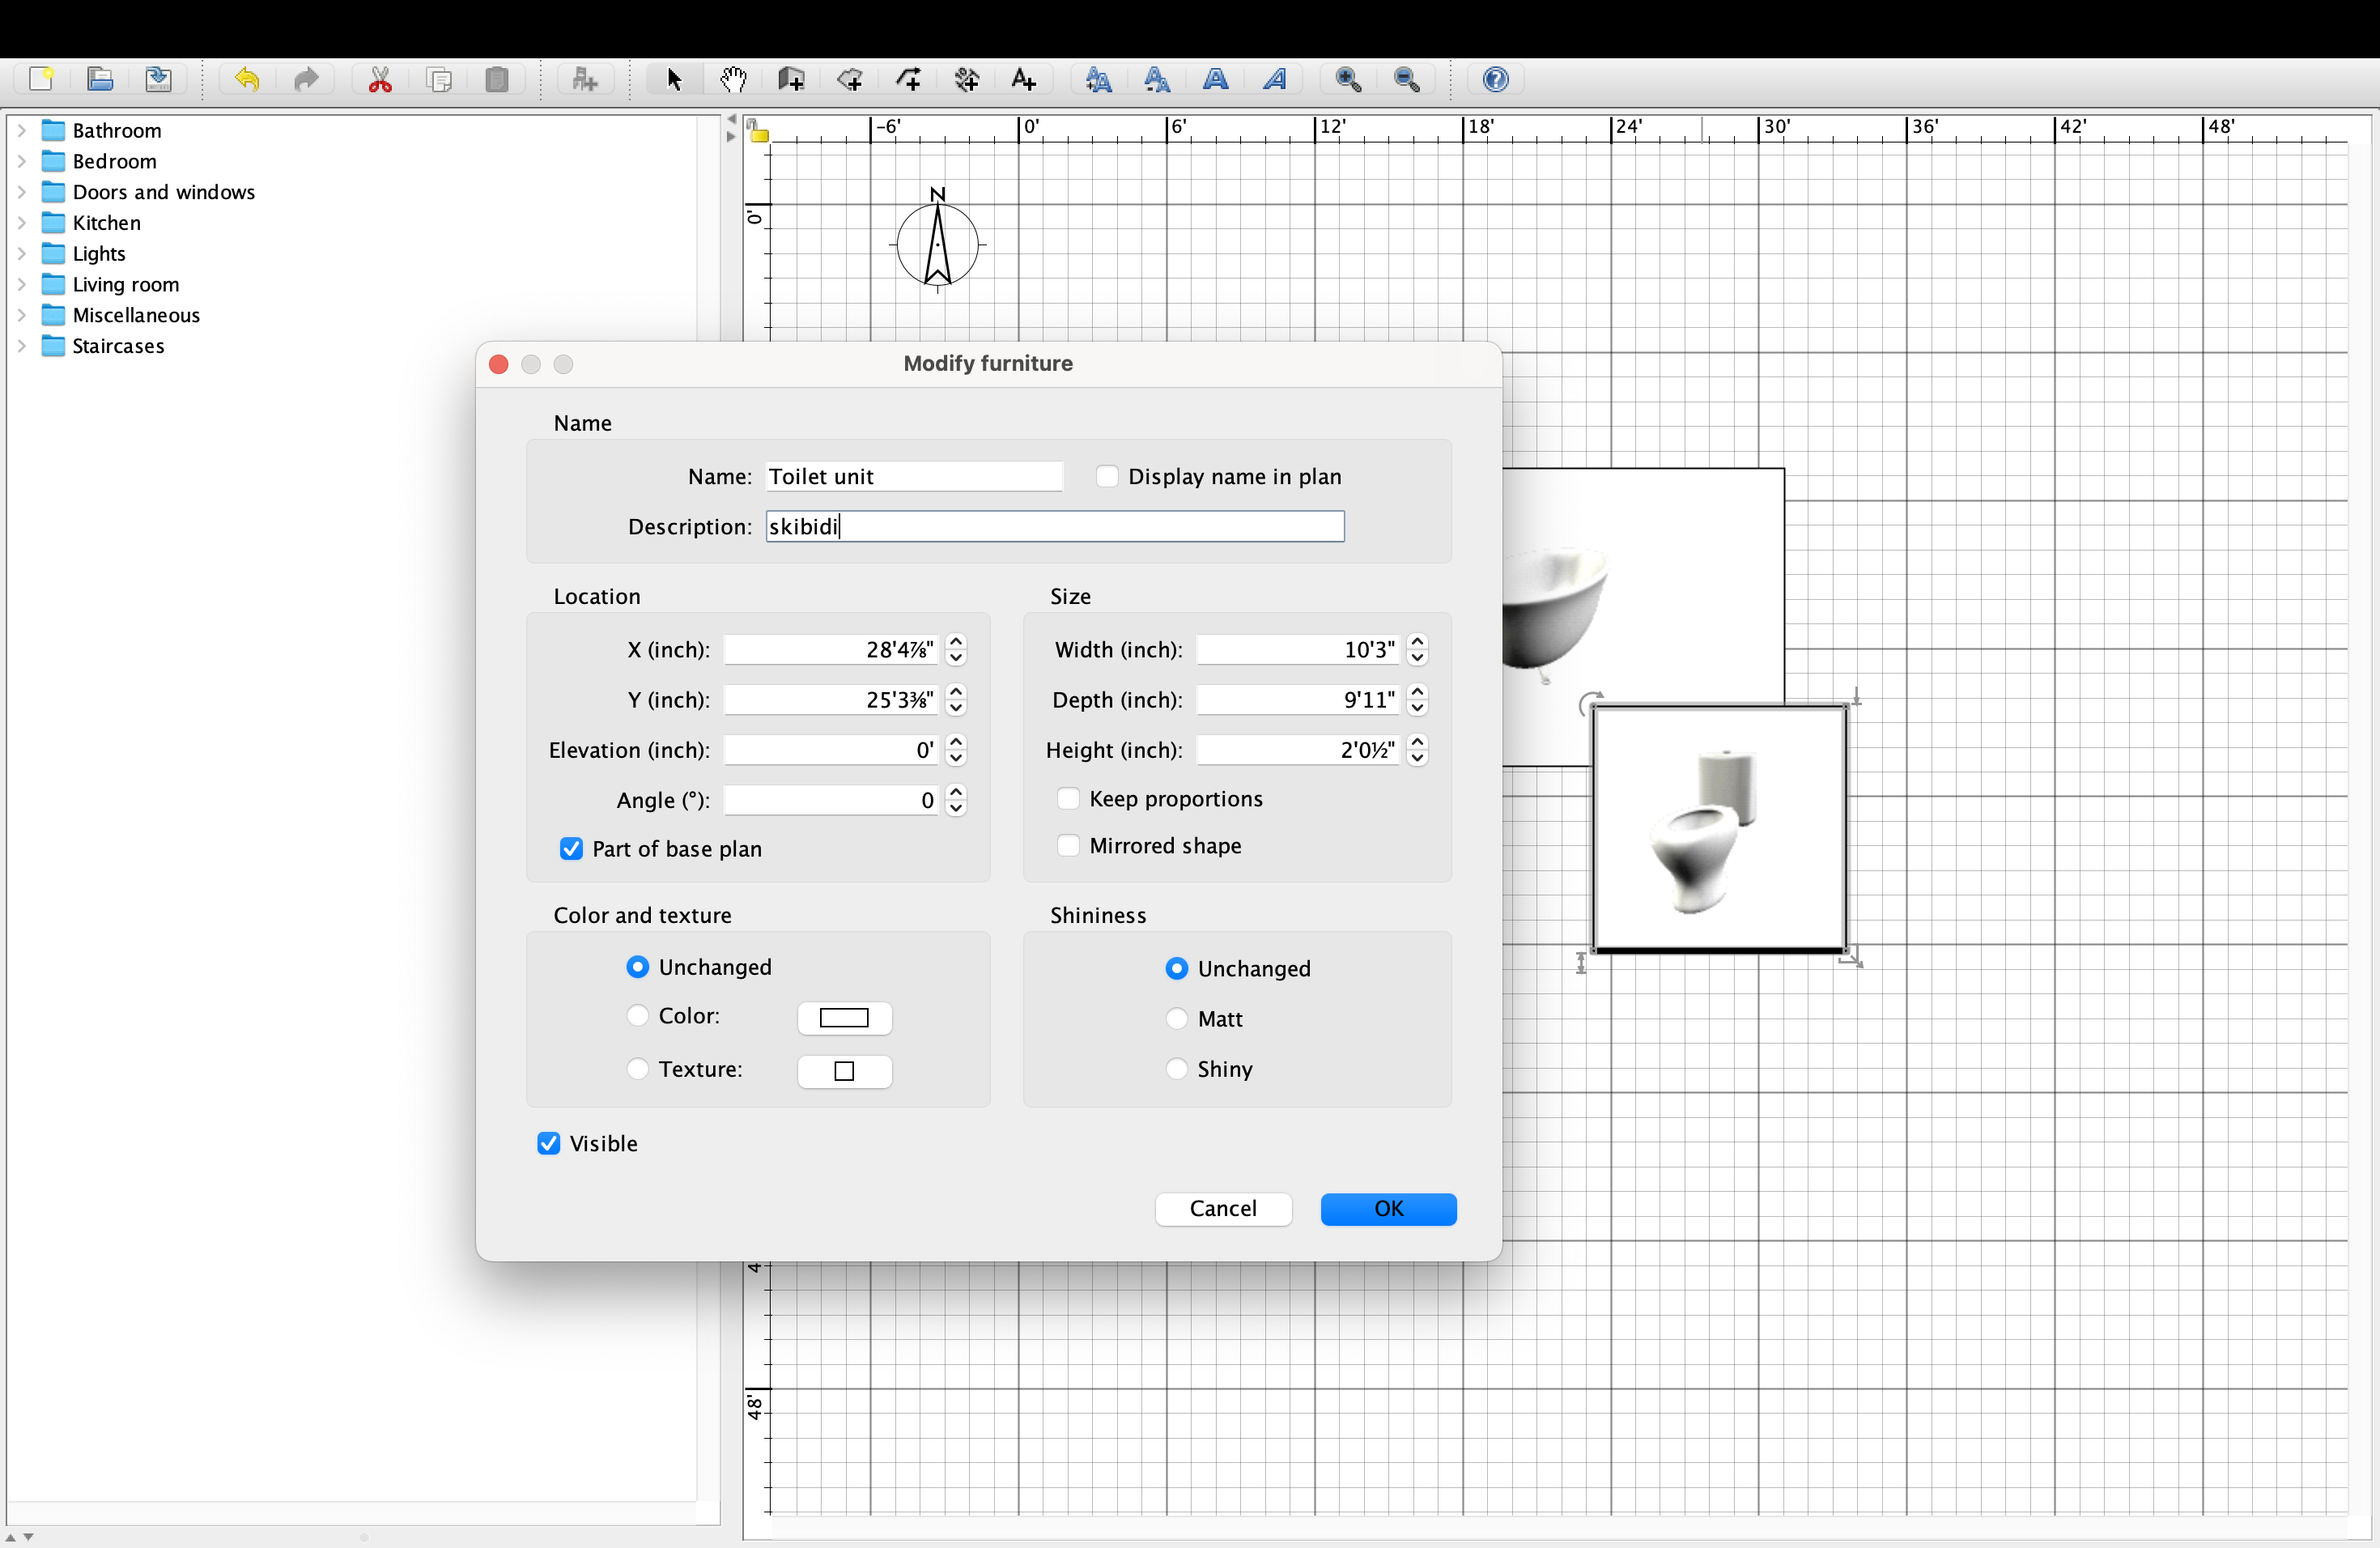 -6' 0' 6' 12' 18' 24' 30' 36' 42' 48'
Bathroom
Bedroom
Doors and windows
Kitchen
Lights
Living room
Miscellaneous
Staircases
N
0'
Modify furniture
Name
Name: Toilet unit Display name in plan
Description: skibidi
Location Size
X (inch): 28'4⅞" Width (inch): 10'3"
Y (inch): 25'3⅜" Depth (inch): 9'11"
Elevation (inch): 0' Height (inch): 2'0½"
Angle (°): 0 Keep proportions
Part of base plan Mirrored shape
Color and texture Shininess
Unchanged Unchanged
Color: Matt
Texture: Shiny
Visible
Cancel OK
48'